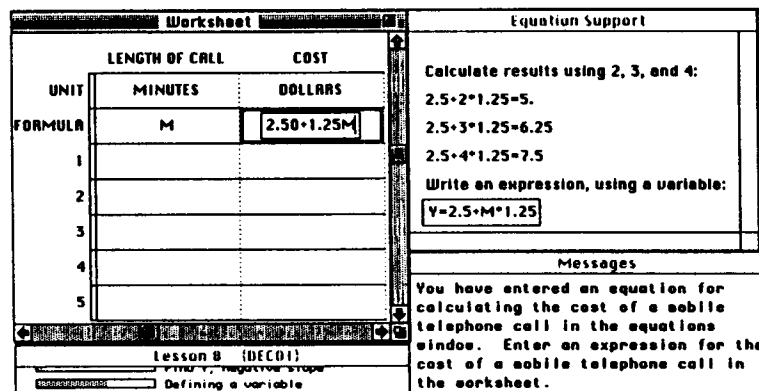 Worksheet
LENGTH OF CALL COST
UNIT MINUTES DOLLARS
FORMULA M 2.50+1.25M
1
2
3
4
5
Lesson 8 (DECO1)
Find Y, negative slope
Defining a variable
Equation Support
Calculate results using 2, 3, and 4:
2.5+2*1.25=5.
2.5+3*1.25=6.25
2.5+4*1.25=7.5
Write an expression, using a variable:
Y=2.5+M*1.25
Messages
You have entered an equation for
calculating the cost of a mobile
telephone call in the equations
window. Enter an expression for the
cost of a mobile telephone call in
the worksheet.